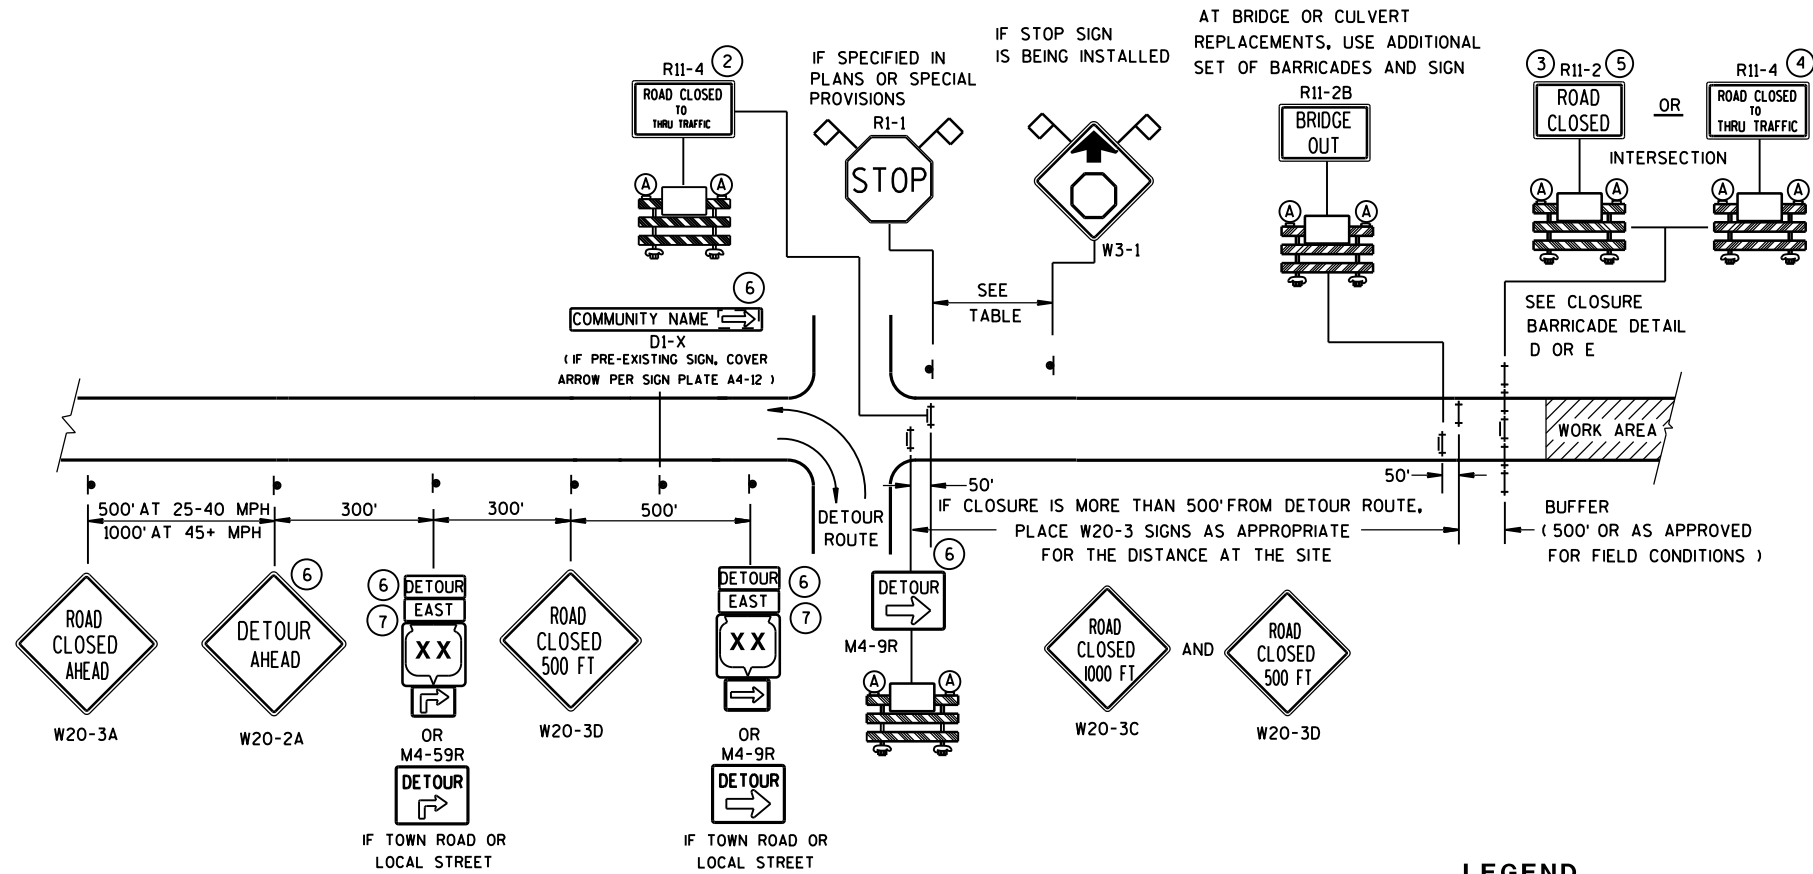 R11-4 2
ROAD CLOSED
TO
THRU TRAFFIC
A A
IF SPECIFIED IN
PLANS OR SPECIAL
PROVISIONS
R1-1
STOP
IF STOP SIGN
IS BEING INSTALLED
W3-1
SEE
TABLE
AT BRIDGE OR CULVERT
REPLACEMENTS, USE ADDITIONAL
SET OF BARRICADES AND SIGN
R11-2B
BRIDGE
OUT
A A
3 R11-2 5
ROAD
CLOSED
OR
R11-4 4
ROAD CLOSED
TO
THRU TRAFFIC
INTERSECTION
A A
A A
SEE CLOSURE
BARRICADE DETAIL
D OR E
6
COMMUNITY NAME
D1-X
(IF PRE-EXISTING SIGN, COVER
ARROW PER SIGN PLATE A4-12 )
WORK AREA
500' AT 25-40 MPH
1000' AT 45+ MPH
300'
300'
500'
DETOUR
ROUTE
50'
50'
IF CLOSURE IS MORE THAN 500' FROM DETOUR ROUTE,
PLACE W20-3 SIGNS AS APPROPRIATE
FOR THE DISTANCE AT THE SITE
BUFFER
( 500' OR AS APPROVED
FOR FIELD CONDITIONS )
ROAD
CLOSED
AHEAD
W20-3A
6
DETOUR
AHEAD
W20-2A
6
7
DETOUR
EAST
XX
OR
M4-59R
DETOUR
IF TOWN ROAD OR
LOCAL STREET
ROAD
CLOSED
500 FT
W20-3D
DETOUR
EAST
XX
6
7
OR
M4-9R
DETOUR
IF TOWN ROAD OR
LOCAL STREET
6
DETOUR
M4-9R
A A
ROAD
CLOSED
1000 FT
W20-3C
AND
ROAD
CLOSED
500 FT
W20-3D
LEGEND